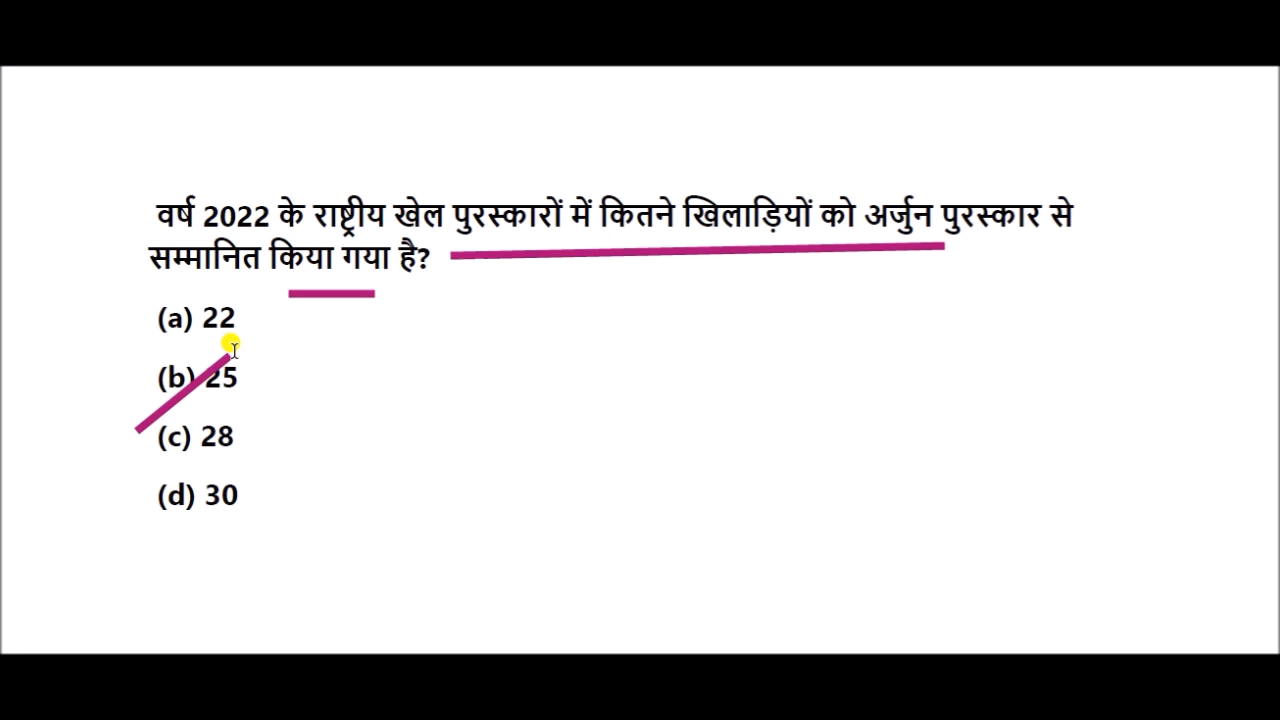 वर्ष 2022 के राष्ट्रीय खेल पुरस्कारों में कितने खिलाड़ियों को अर्जुन पुरस्कार से
सम्मानित किया गया है?
(a) 22
(b) 25
(c) 28
(d) 30